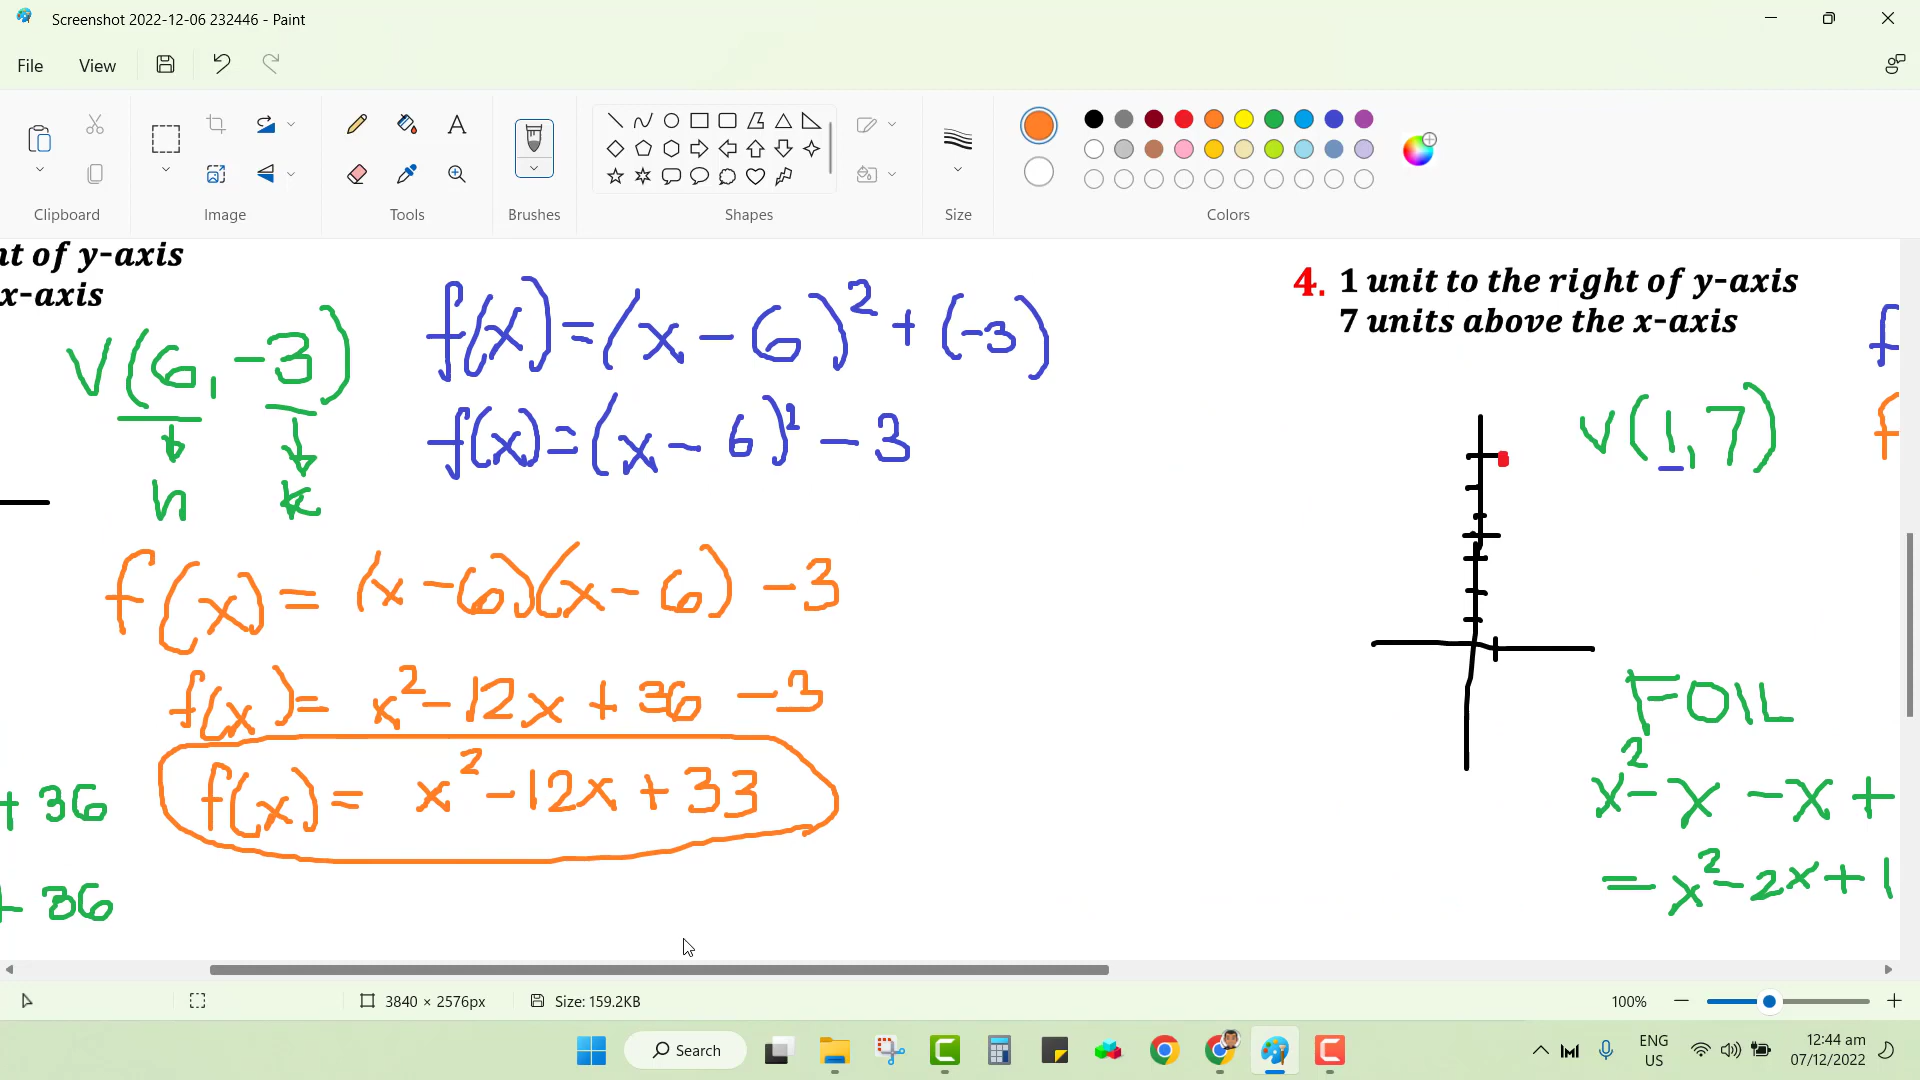 Screenshot 2022-12-06 232446 - Paint
File View
Clipboard Image Tools Brushes Shapes Size Colors
nt of y-axis
x-axis
V(6, -3)
h k
f(x) = (x - 6)² + (-3)
f(x) = (x - 6)² - 3
f(x) = (x - 6)(x - 6) - 3
f(x) = x² - 12x + 36 - 3
f(x) = x² - 12x + 33
+ 36
+ 36
4. 1 unit to the right of y-axis
7 units above the x-axis
V(1, 7)
f
f
FOIL
x² - x - x +
= x² - 2x + 1
3840 × 2576px Size: 159.2KB 100%
Search
ENG
US
12:44 am
07/12/2022